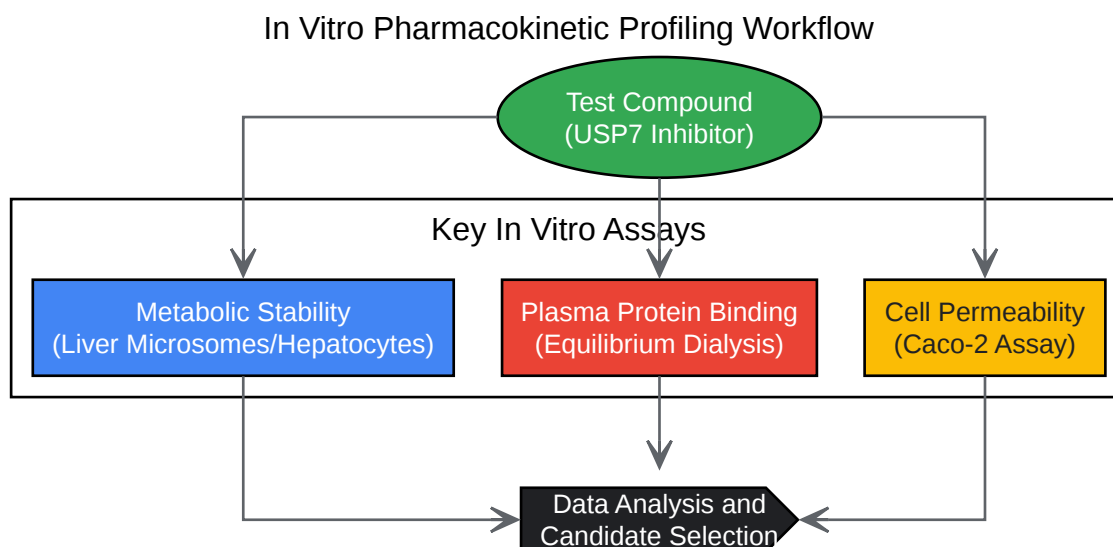 In Vitro Pharmacokinetic Profiling Workflow
Test Compound
(USP7 Inhibitor)
Key In Vitro Assays
Metabolic Stability
(Liver Microsomes/Hepatocytes)
Plasma Protein Binding
(Equilibrium Dialysis)
Cell Permeability
(Caco-2 Assay)
Data Analysis and
Candidate Selection